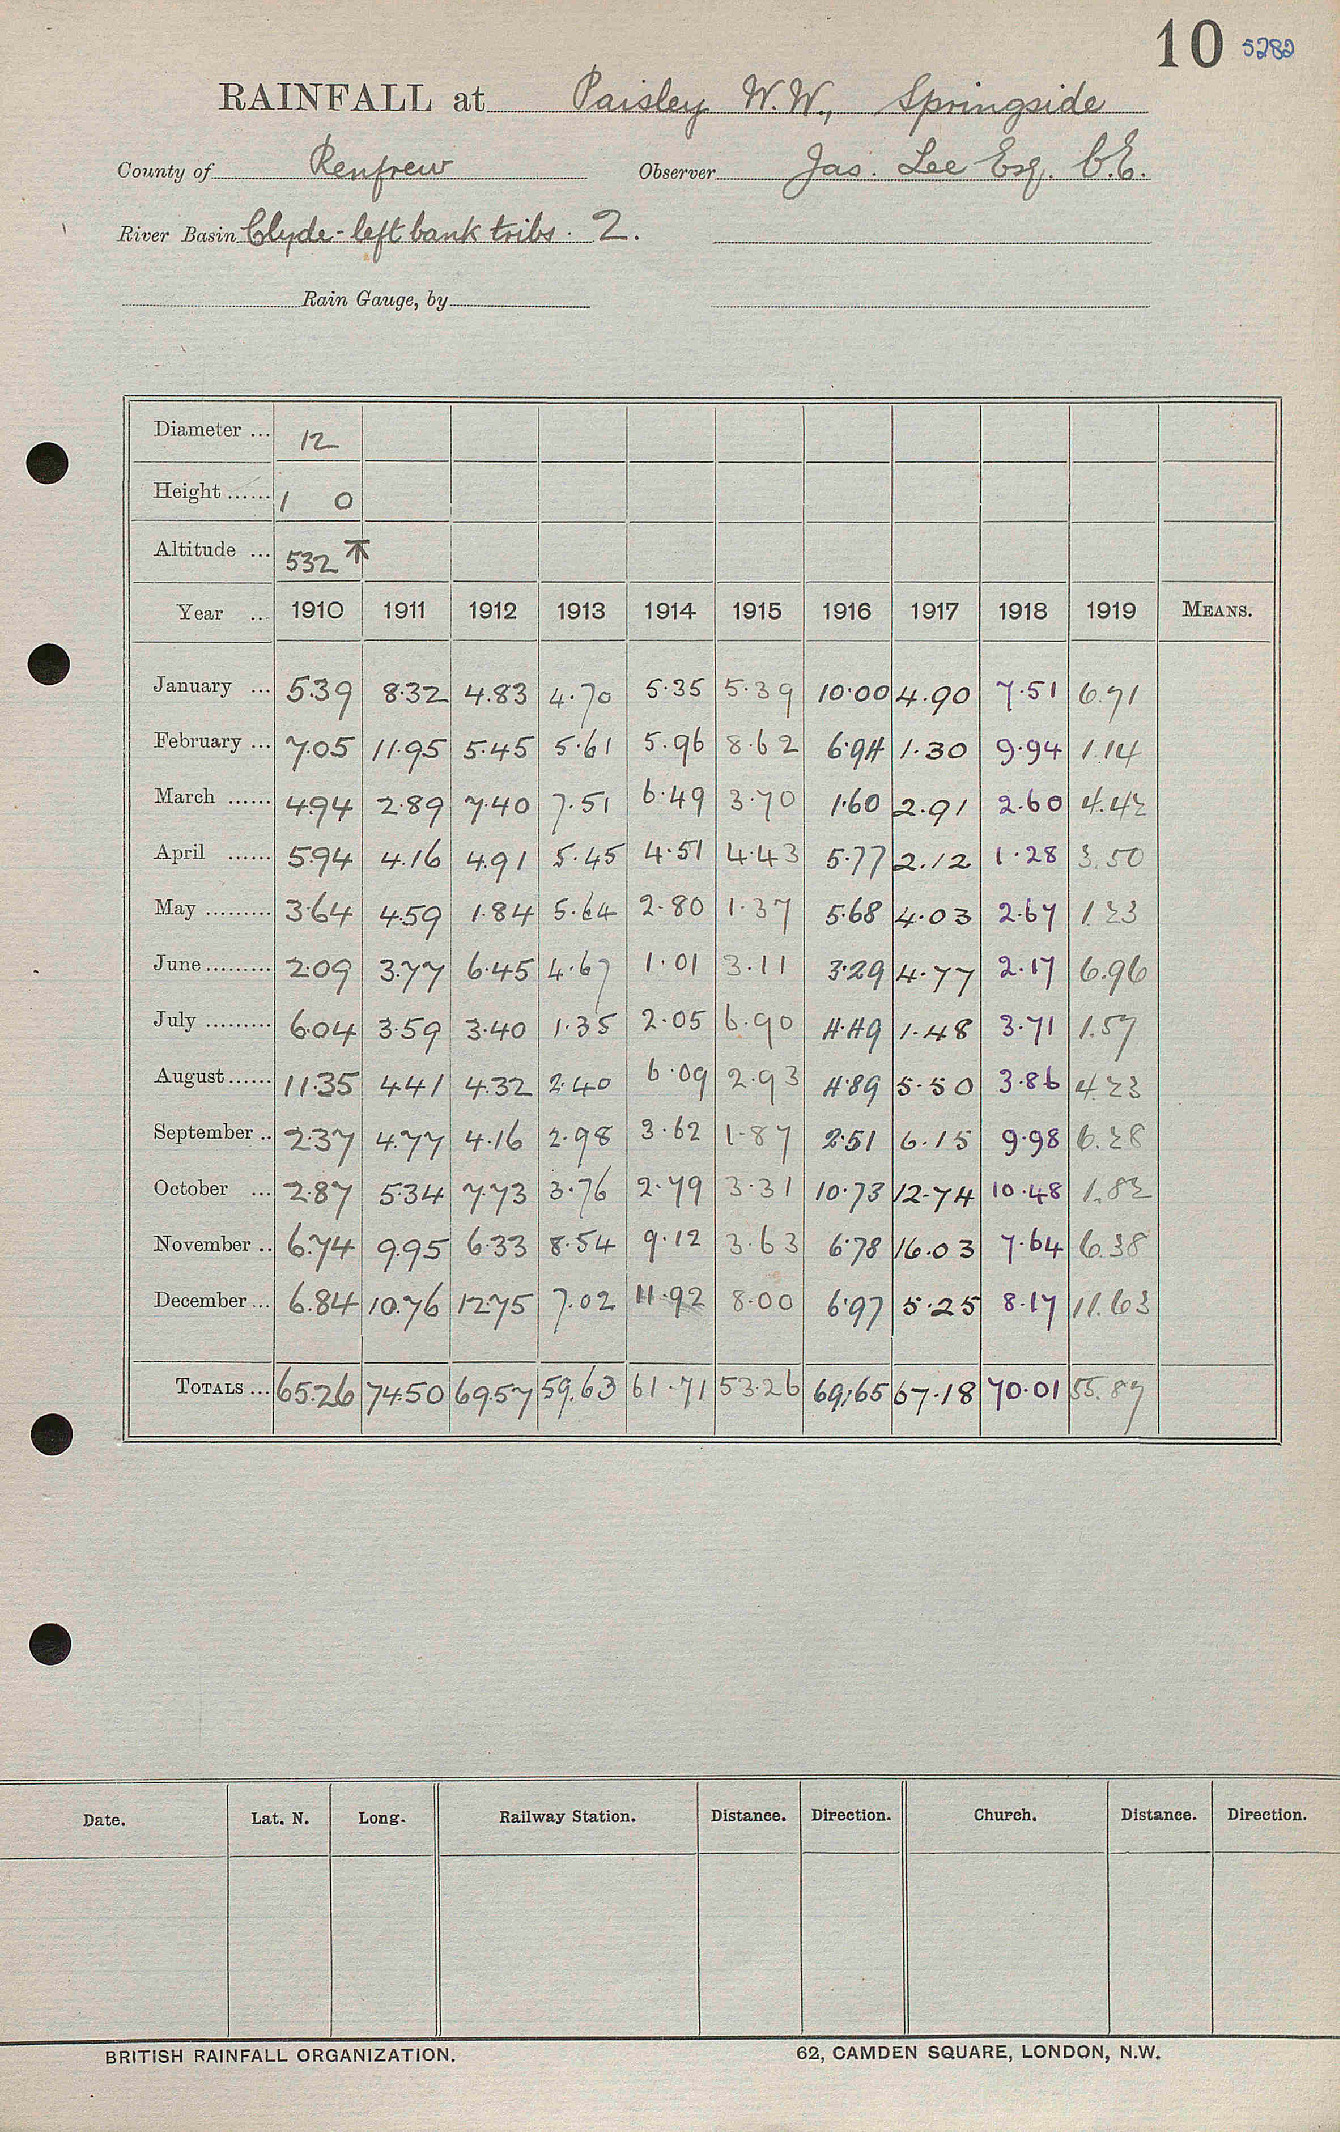 10 5282
RAINFALL at Paisley W.W., Springside
County of Renfrew Observer Jas. Lee Esq. C.E.
River Basin Clyde - left bank tribs. 2.
Rain Gauge, by
Diameter ... 12
Height ...... 1 0
Altitude ... 532 T
Year ... 1910 1911 1912 1913 1914 1915 1916 1917 1918 1919 MEANS.
January ... 5.39 8.32 4.83 4.70 5.35 5.39 10.00 4.90 7.51 6.71
February ... 7.05 11.95 5.45 5.61 5.96 8.62 6.94 1.30 9.94 1.14
March ...... 4.94 2.89 7.40 7.51 6.49 3.70 1.60 2.91 2.60 4.42
April ...... 5.94 4.16 4.91 5.45 4.51 4.43 5.77 2.12 1.28 3.50
May ......... 3.64 4.59 1.84 5.64 2.80 1.37 5.68 4.03 2.67 1.23
June ......... 2.09 3.77 6.45 4.67 1.01 3.11 3.29 4.77 2.17 6.96
July ......... 6.04 3.59 3.40 1.35 2.05 6.90 4.49 1.48 3.71 1.57
August ...... 11.35 4.41 4.32 2.40 6.09 2.93 4.89 5.50 3.86 4.23
September .. 2.37 4.77 4.16 2.98 3.62 1.87 2.51 6.15 9.98 6.28
October ... 2.87 5.34 7.73 3.76 2.79 3.31 10.73 12.74 10.48 1.82
November .. 6.74 9.95 6.33 8.54 9.12 3.63 6.78 16.03 7.64 6.38
December ... 6.84 10.76 12.75 7.02 11.92 8.00 6.97 5.25 8.17 11.63
TOTALS ... 65.26 74.50 69.57 59.63 61.71 53.26 69.65 67.18 70.01 55.87
Date. Lat. N. Long. Railway Station. Distance. Direction. Church. Distance. Direction.
BRITISH RAINFALL ORGANIZATION. 62, CAMDEN SQUARE, LONDON, N.W.